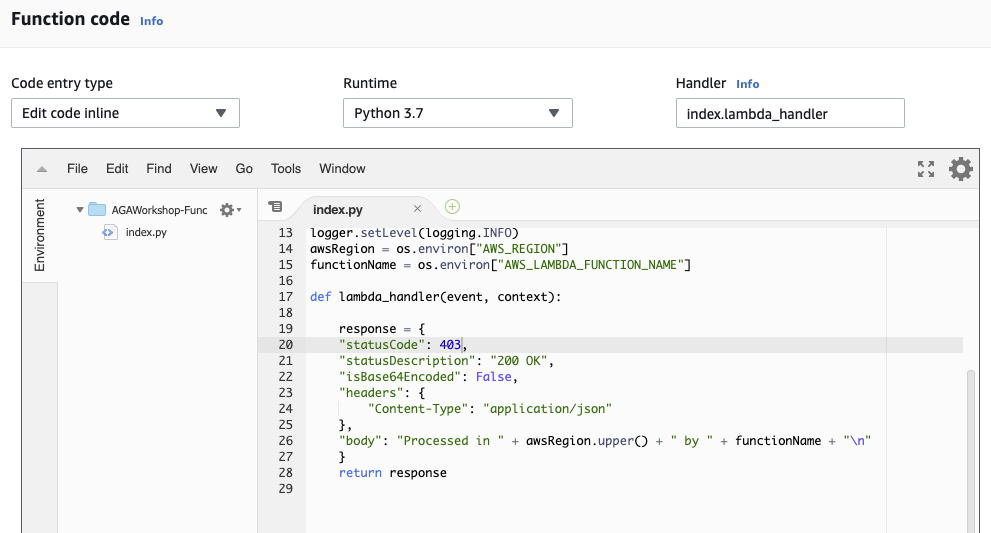 Function code Info
Code entry type
Runtime
Handler Info
Edit code inline
Python 3.7
index.lambda_handler
File Edit Find View Go Tools Window
Environment
AGAWorkshop-Func
index.py
index.py
13 logger.setLevel(logging.INFO)
14 awsRegion = os.environ["AWS_REGION"]
15 functionName = os.environ["AWS_LAMBDA_FUNCTION_NAME"]
16
17 def lambda_handler(event, context):
18
19     response = {
20     "statusCode": 403,
21     "statusDescription": "200 OK",
22     "isBase64Encoded": False,
23     "headers": {
24         "Content-Type": "application/json"
25     },
26     "body": "Processed in " + awsRegion.upper() + " by " + functionName + "\n"
27     }
28     return response
29